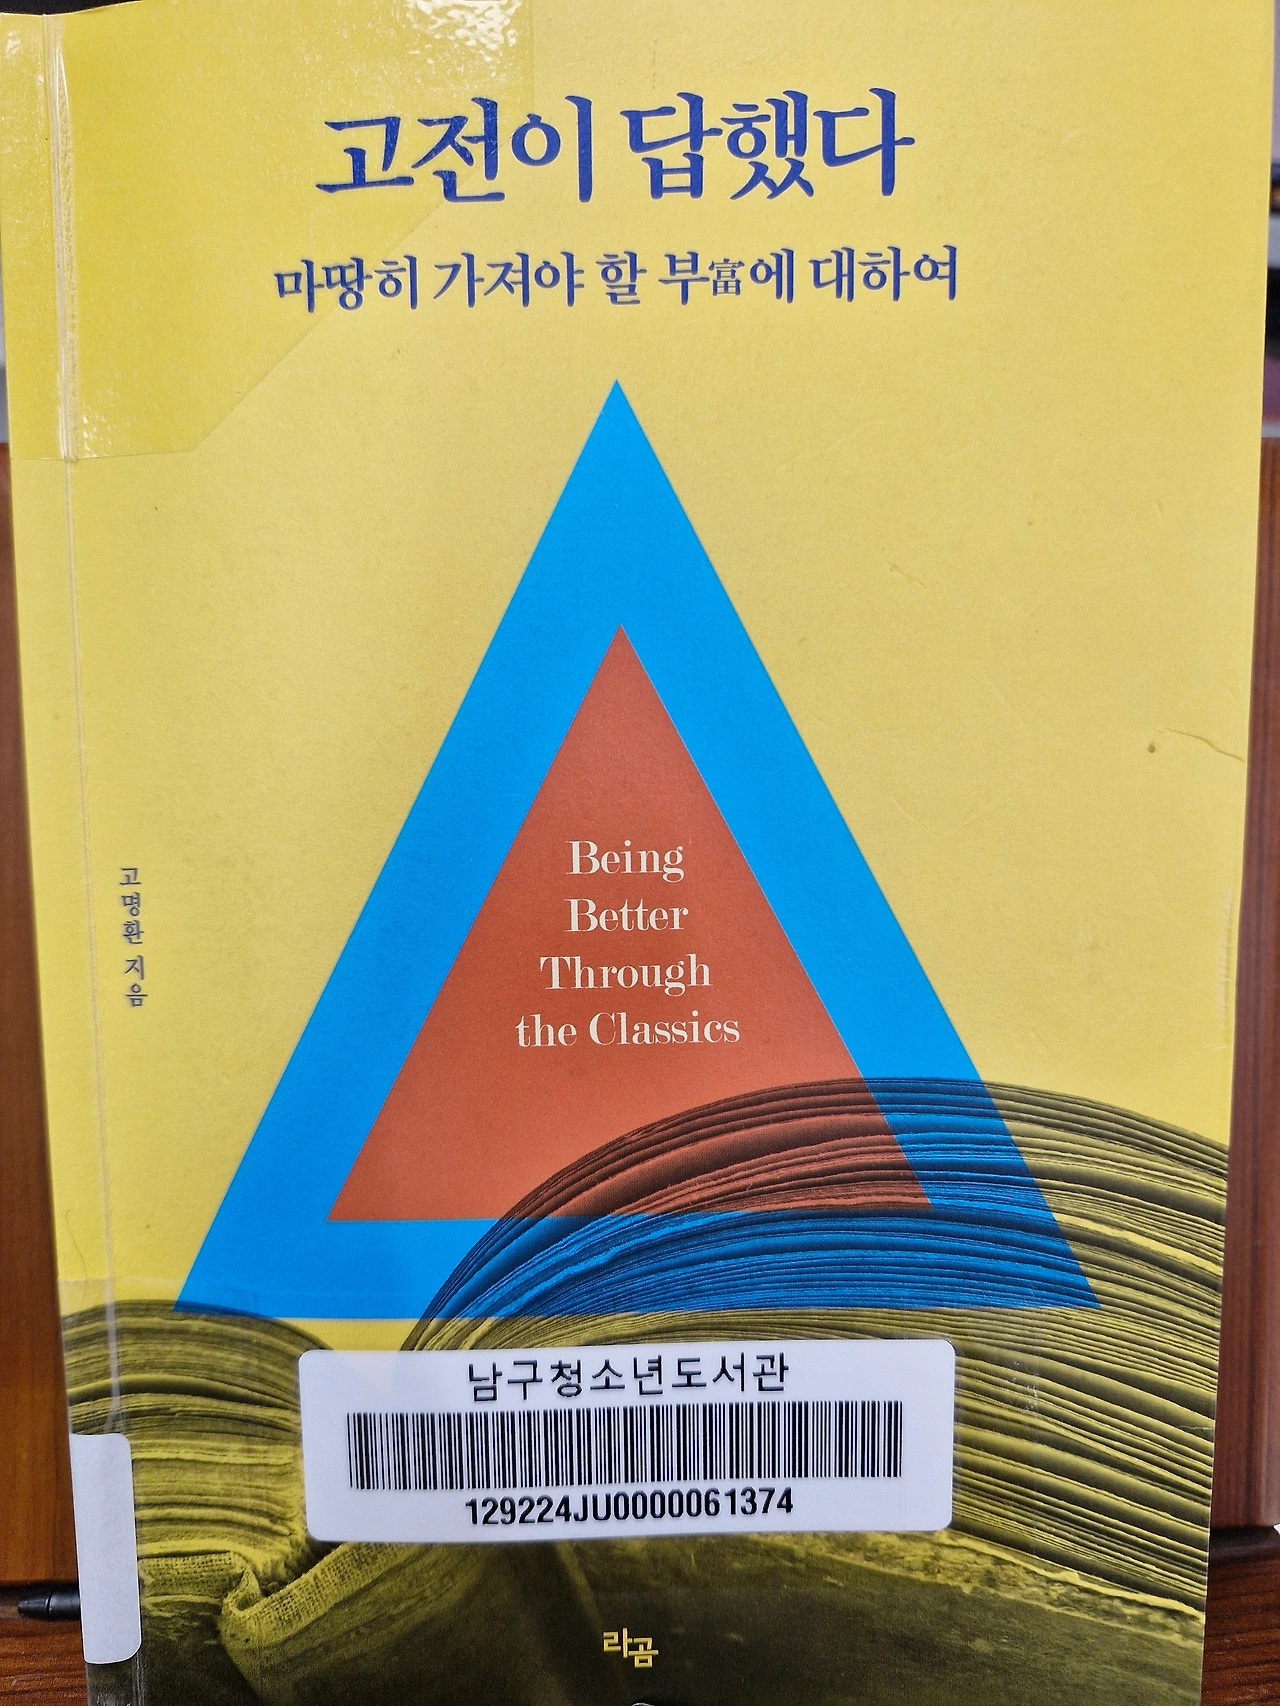 고전이 답했다
마땅히 가져야 할 부富에 대하여
Being
Better
Through
the Classics
고명환 지음
남구청소년도서관
129224JU0000061374
라곰